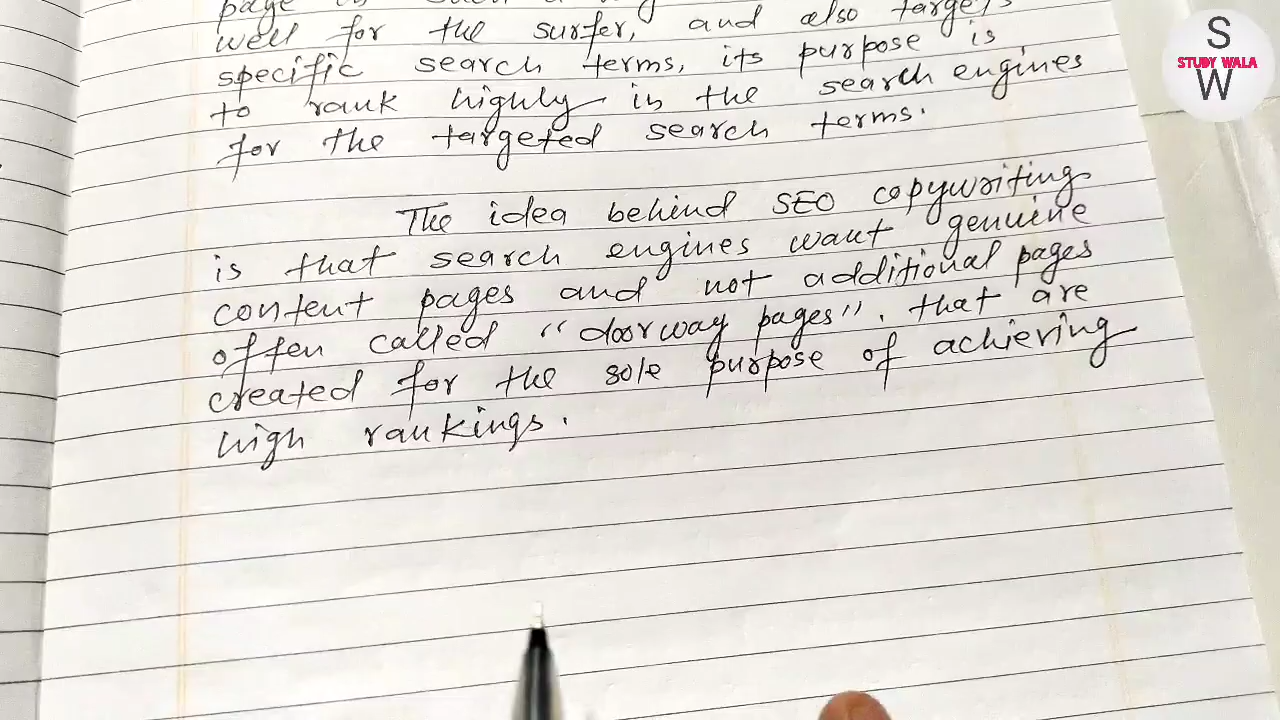 page is such a
well for the surfer, and also targets
specific search terms, its purpose is
to rank highly in the search engines
for the targeted search terms.
The idea behind SEO copywriting
is that search engines want genuine
content pages and not additional pages
often called "doorway pages". that are
created for the sole purpose of achieving
high rankings.
S
STUDY WALA
W